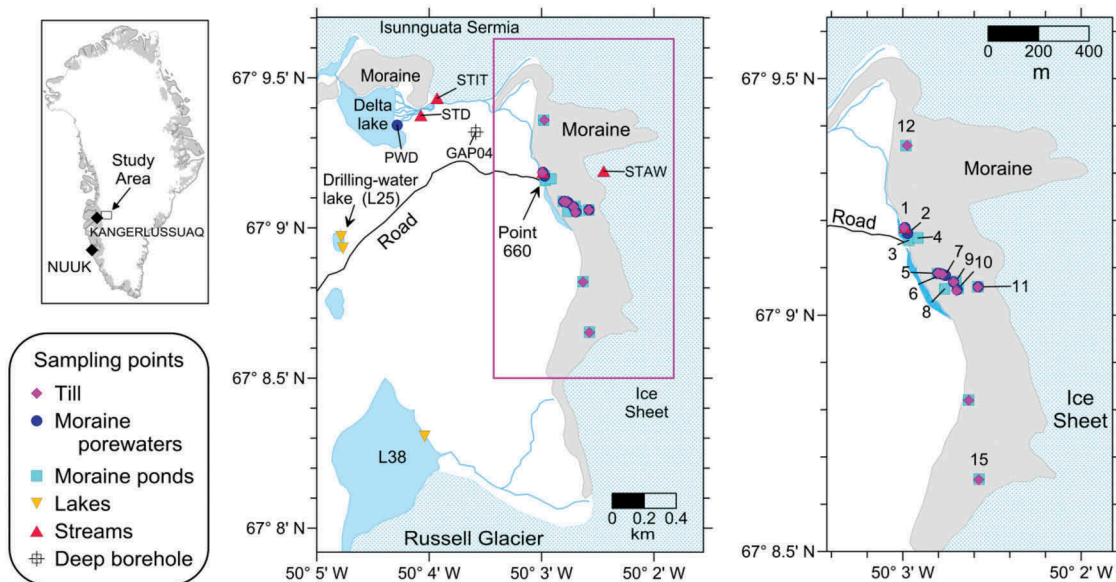 Study
Area
KANGERLUSSUAQ
NUUK
Sampling points
Till
Moraine
porewaters
Moraine ponds
Lakes
Streams
Deep borehole
Isunnguata Sermia
67° 9.5' N
67° 9' N
67° 8.5' N
67° 8' N
Moraine
STIT
Delta
lake
STD
PWD
GAP04
Moraine
STAW
Drilling-water
lake (L25)
Road
Point
660
Ice
Sheet
L38
0 0.2 0.4
km
Russell Glacier
50° 5' W
50° 4' W
50° 3' W
50° 2' W
0 200 400
m
67° 9.5' N
67° 9' N
67° 8.5' N
12
Moraine
1
2
Road
3
4
5
7
9
10
6
8
11
Ice
Sheet
15
50° 3' W
50° 2' W